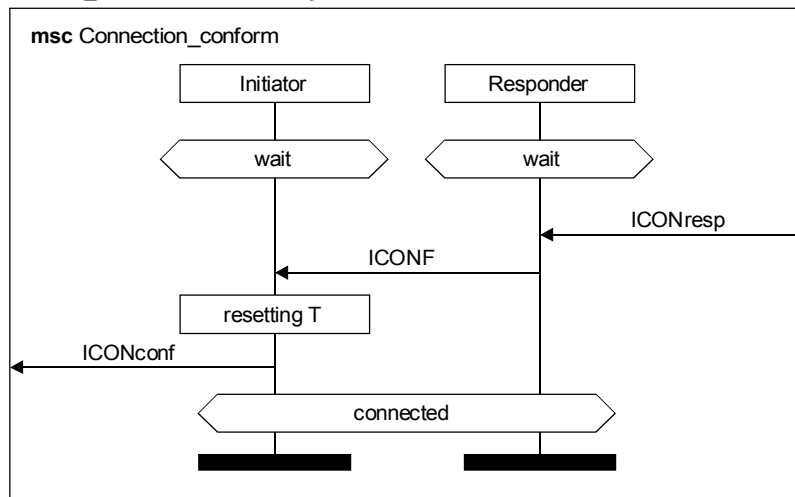 msc Connection_conform
Initiator
Responder
wait
wait
ICONresp
ICONF
resetting T
ICONconf
connected